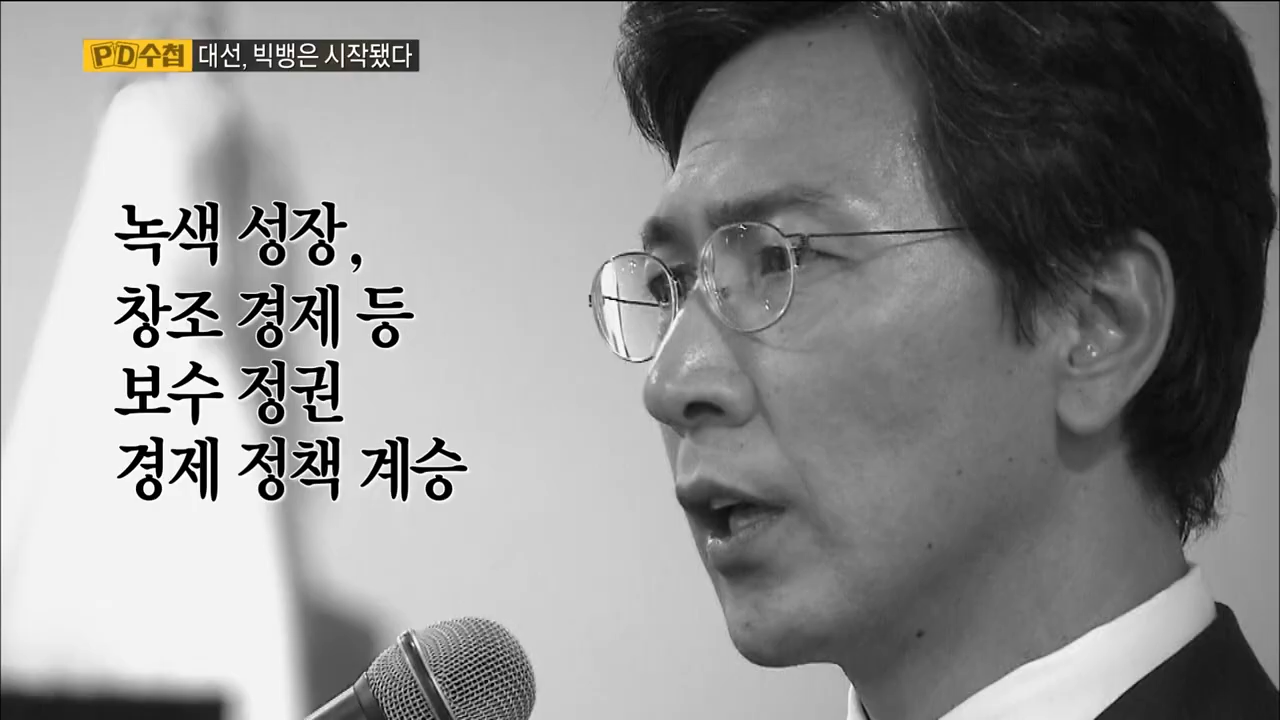 PD수첩 대선, 빅뱅은 시작됐다
녹색 성장,
창조 경제 등
보수 정권
경제 정책 계승